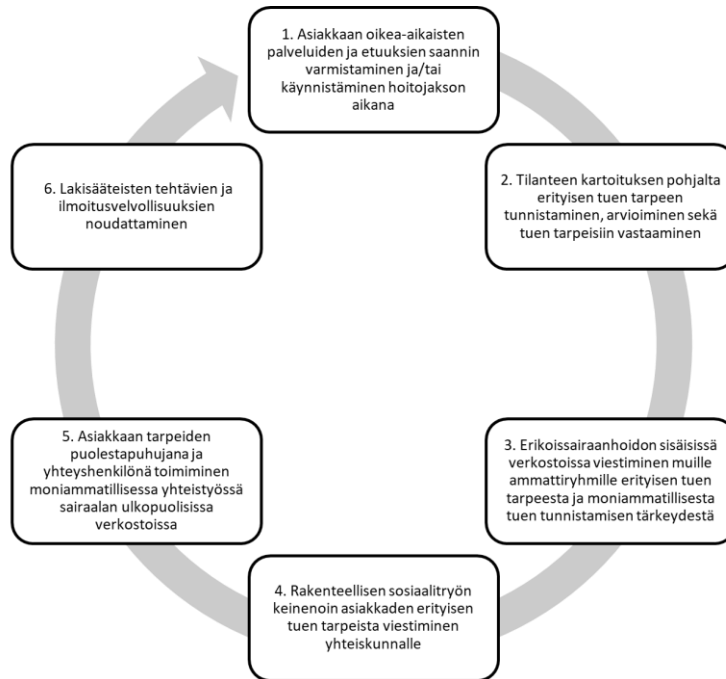 1. Asiakkaan oikea-aikaisten
palveluiden ja etuuksien saannin
varmistaminen ja/tai
käynnistäminen hoitojakson
aikana
2. Tilanteen kartoituksen pohjalta
erityisen tuen tarpeen
tunnistaminen, arvioiminen sekä
tuen tarpeisiin vastaaminen
3. Erikoissairaanhoidon sisäisissä
verkostoissa viestiminen muille
ammattiryhmille erityisen tuen
tarpeesta ja moniammatillisesta
tuen tunnistamisen tärkeydestä
4. Rakenteellisen sosiaalitryön
keinenoin asiakkaden erityisen
tuen tarpeista viestiminen
yhteiskunnalle
5. Asiakkaan tarpeiden
puolestapuhujana ja
yhteyshenkilönä toimiminen
moniammatillisessa yhteistyössä
sairaalan ulkopuolisissa
verkostoissa
6. Lakisääteisten tehtävien ja
ilmoitusvelvollisuuksien
noudattaminen